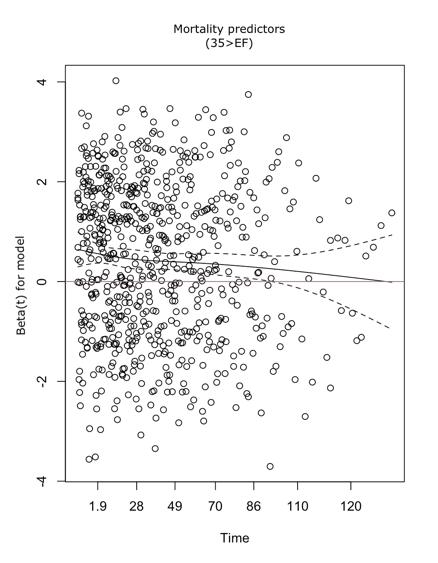 Mortality predictors
(35>EF)
4
2
0
-2
-4
Beta(t) for model
1.9 28 49 70 86 110 120
Time